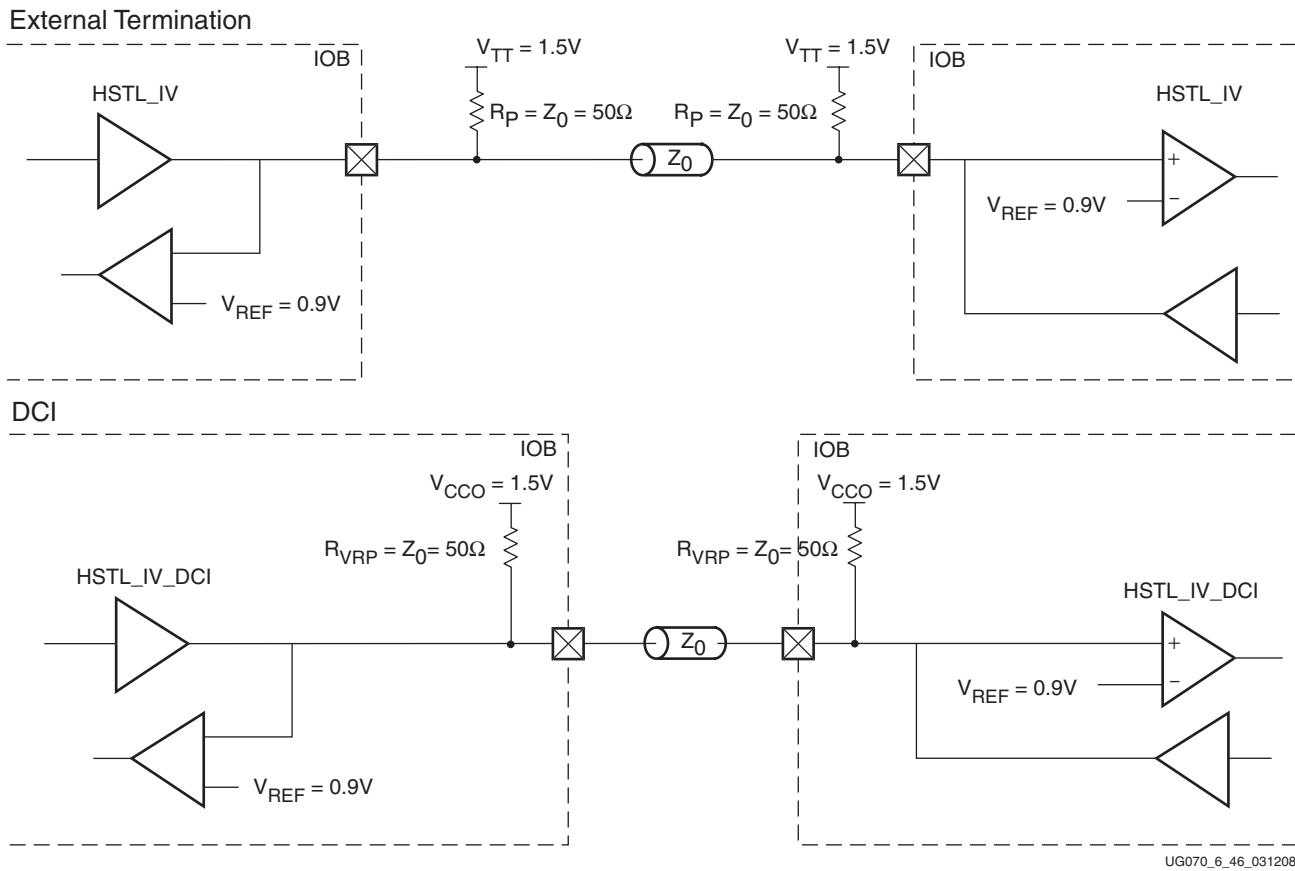 External Termination
IOB
V_TT = 1.5V
V_TT = 1.5V
IOB
HSTL_IV
R_P = Z_0 = 50Ω
R_P = Z_0 = 50Ω
HSTL_IV
Z_0
+
−
V_REF = 0.9V
V_REF = 0.9V
DCI
IOB
IOB
V_CCO = 1.5V
V_CCO = 1.5V
R_VRP = Z_0= 50Ω
R_VRP = Z_0 = 50Ω
HSTL_IV_DCI
HSTL_IV_DCI
Z_0
+
−
V_REF = 0.9V
V_REF = 0.9V
UG070_6_46_031208